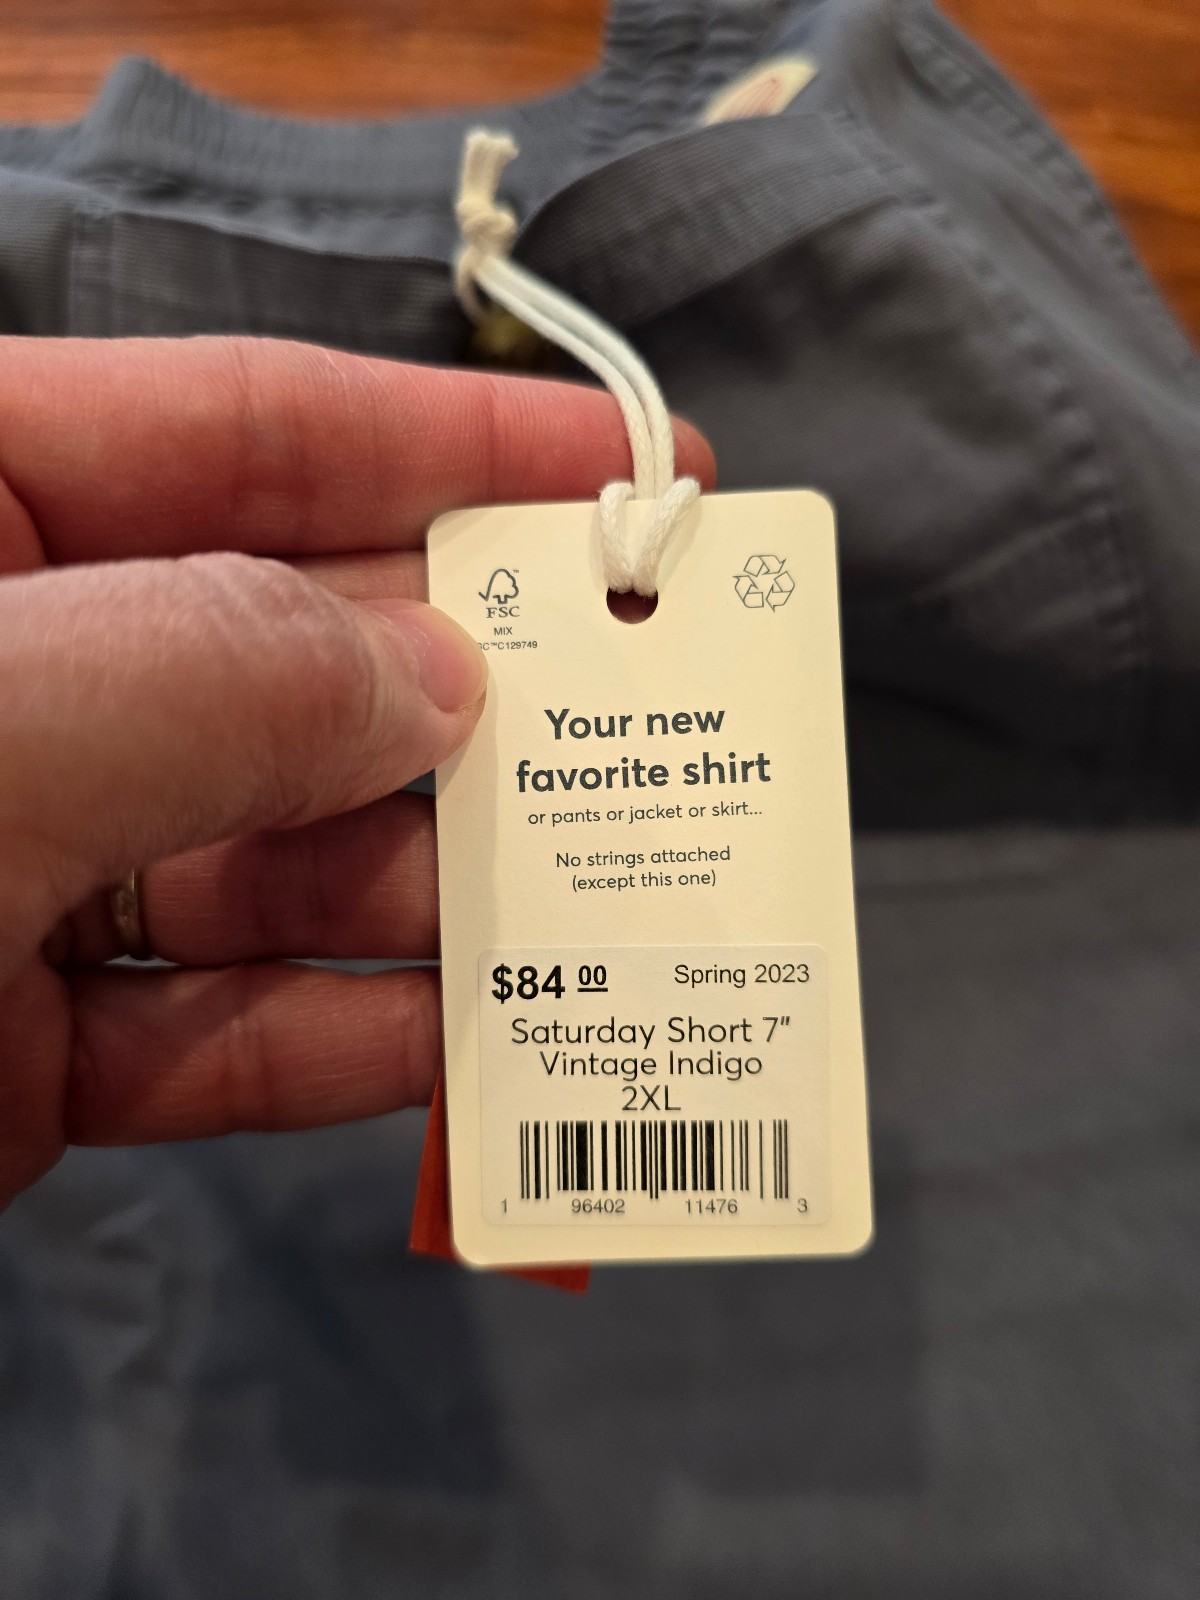 FSC
MIX
C129749
Your new
favorite shirt
or pants or jacket or skirt...
No strings attached
(except this one)
$84 00 Spring 2023
Saturday Short 7"
Vintage Indigo
2XL
1 96402 11476 3